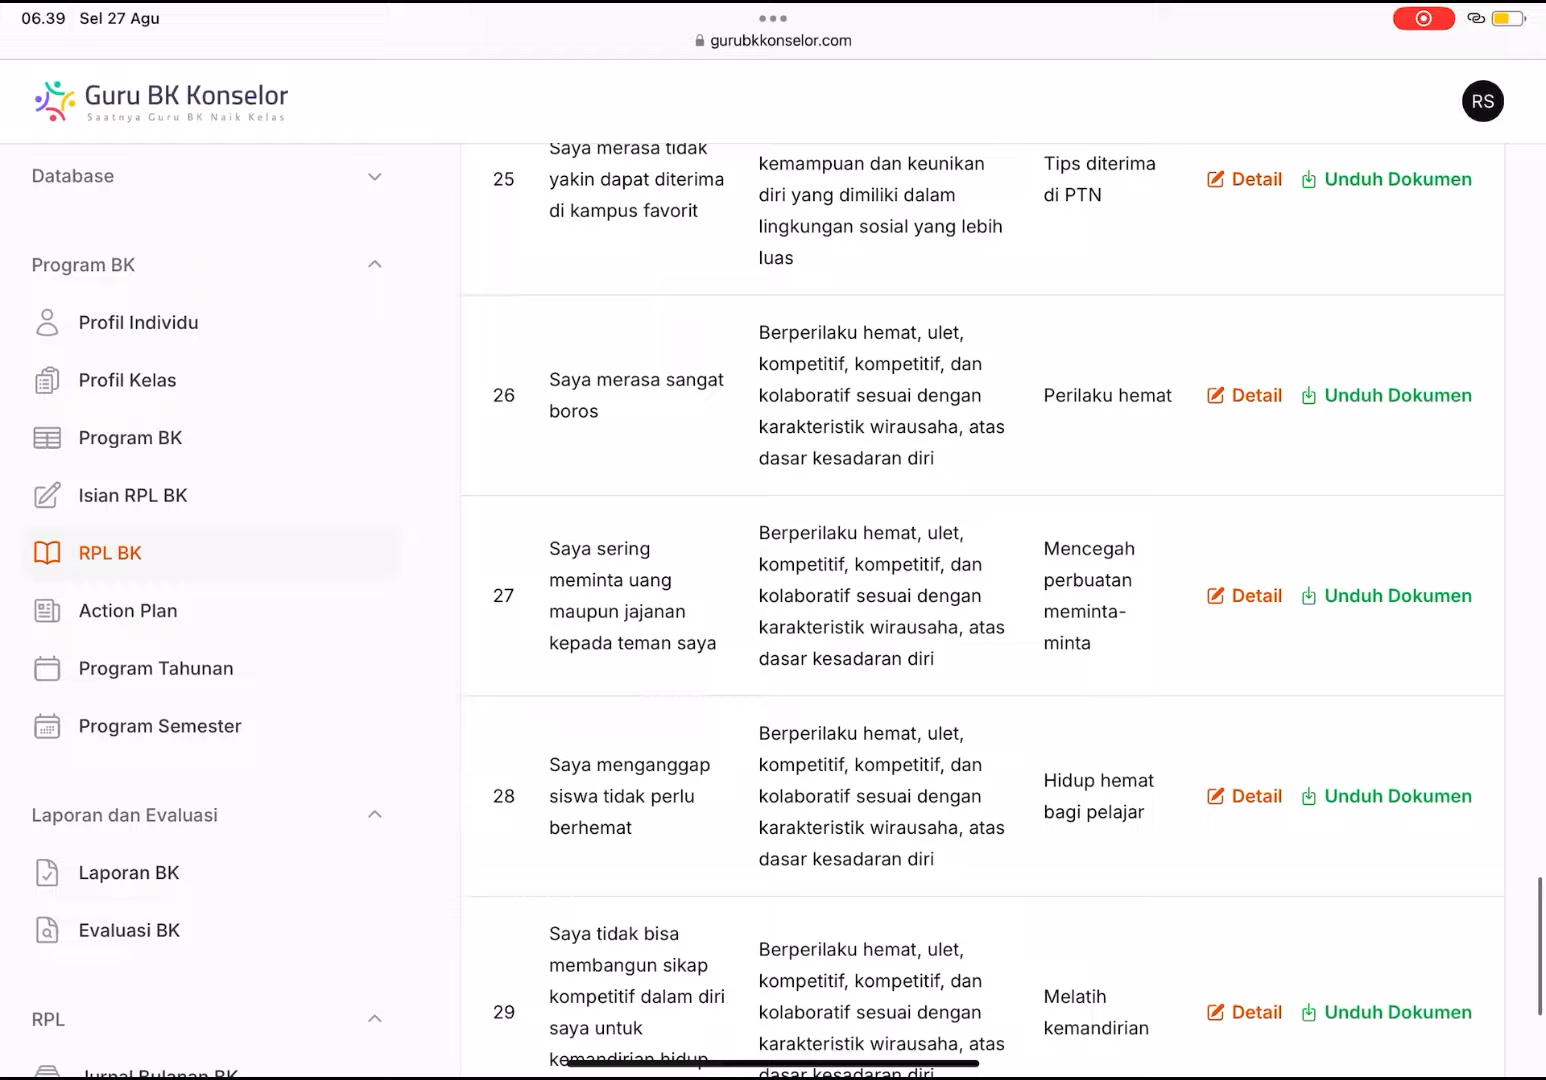 06.39 Sel 27 Agu
gurubkkonselor.com
Guru BK Konselor
Saatnya Guru BK Naik Kelas
RS
Database
Program BK
Profil Individu
Profil Kelas
Program BK
Isian RPL BK
RPL BK
Action Plan
Program Tahunan
Program Semester
Laporan dan Evaluasi
Laporan BK
Evaluasi BK
RPL
Jurnal Bulanan BK
25
Saya merasa tidak
yakin dapat diterima
di kampus favorit
kemampuan dan keunikan
diri yang dimiliki dalam
lingkungan sosial yang lebih
luas
Tips diterima
di PTN
Detail
Unduh Dokumen
26
Saya merasa sangat
boros
Berperilaku hemat, ulet,
kompetitif, kompetitif, dan
kolaboratif sesuai dengan
karakteristik wirausaha, atas
dasar kesadaran diri
Perilaku hemat
Detail
Unduh Dokumen
27
Saya sering
meminta uang
maupun jajanan
kepada teman saya
Berperilaku hemat, ulet,
kompetitif, kompetitif, dan
kolaboratif sesuai dengan
karakteristik wirausaha, atas
dasar kesadaran diri
Mencegah
perbuatan
meminta-
minta
Detail
Unduh Dokumen
28
Saya menganggap
siswa tidak perlu
berhemat
Berperilaku hemat, ulet,
kompetitif, kompetitif, dan
kolaboratif sesuai dengan
karakteristik wirausaha, atas
dasar kesadaran diri
Hidup hemat
bagi pelajar
Detail
Unduh Dokumen
29
Saya tidak bisa
membangun sikap
kompetitif dalam diri
saya untuk
kemandirian hidup
Berperilaku hemat, ulet,
kompetitif, kompetitif, dan
kolaboratif sesuai dengan
karakteristik wirausaha, atas
dasar kesadaran diri
Melatih
kemandirian
Detail
Unduh Dokumen